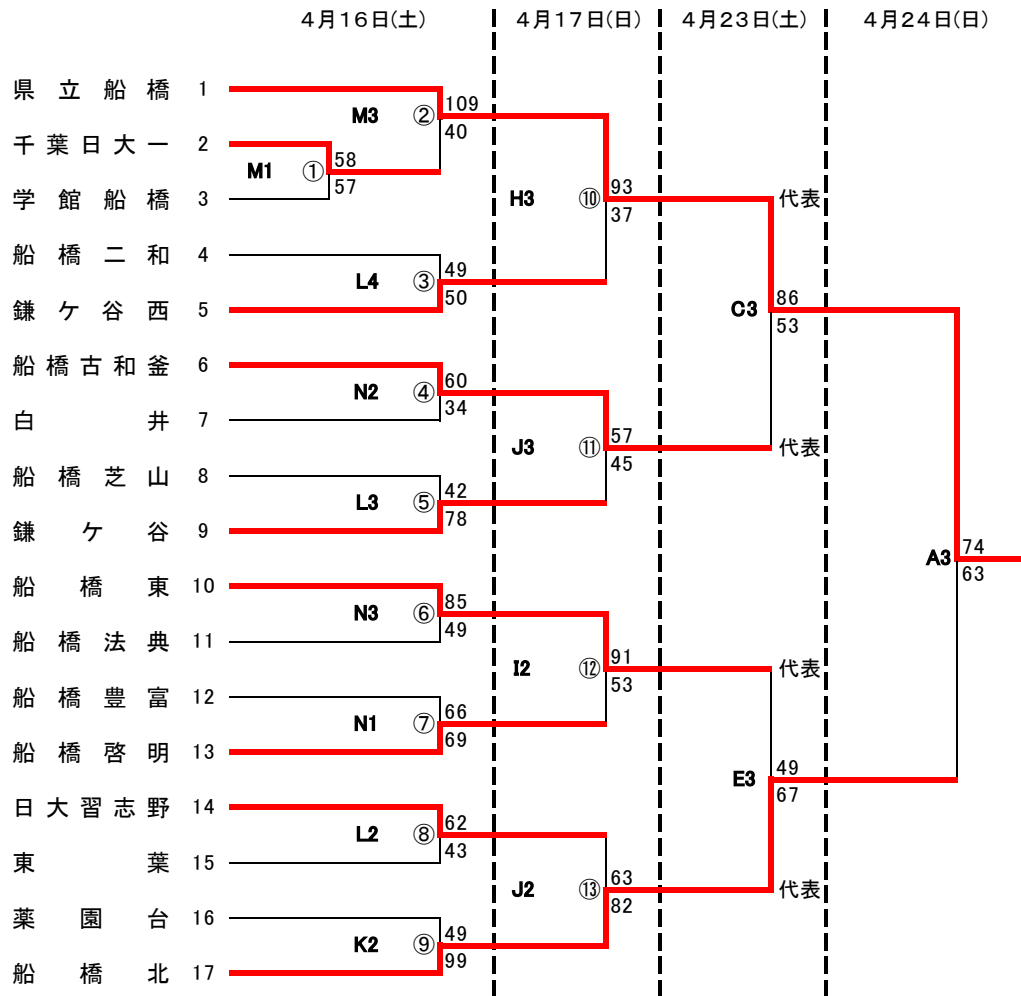 ４月16日(土) ４月17日(日) ４月23日(土) ４月24日(日)
県立船橋 1
M3 ② 109
40
千葉日大一 2
M1 ① 58
57
学館船橋 3
H3 ⑩ 93
37
代表
船橋二和 4
L4 ③ 49
50
鎌ケ谷西 5
C3 86
53
船橋古和釜 6
N2 ④ 60
34
白井 7
J3 ⑪ 57
45
代表
船橋芝山 8
L3 ⑤ 42
78
鎌ケ谷 9
A3 74
63
船橋東 10
N3 ⑥ 85
49
船橋法典 11
I2 ⑫ 91
53
代表
船橋豊富 12
N1 ⑦ 66
69
船橋啓明 13
E3 49
67
日大習志野 14
L2 ⑧ 62
43
東葉 15
J2 ⑬ 63
82
代表
薬園台 16
K2 ⑨ 49
99
船橋北 17